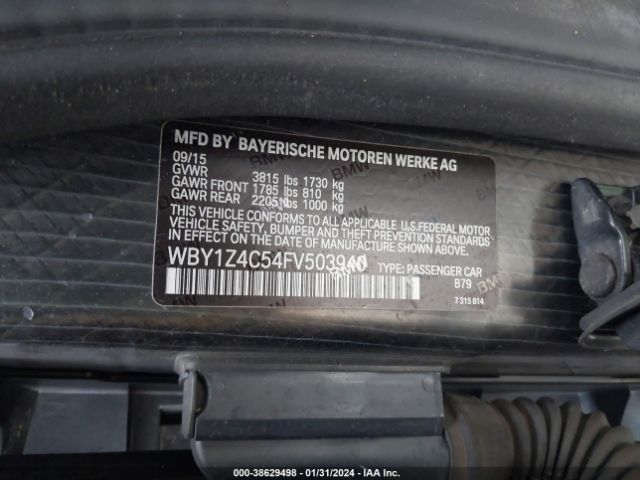 MFD BY BAYERISCHE MOTOREN WERKE AG
09/15
GVWR 3815 lbs 1730 kg
GAWR FRONT 1785 lbs 810 kg
GAWR REAR 2205 lbs 1000 kg
THIS VEHICLE CONFORMS TO ALL APPLICABLE U.S. FEDERAL MOTOR
VEHICLE SAFETY, BUMPER AND THEFT PREVENTION STANDARDS
IN EFFECT ON THE DATE OF MANUFACTURE SHOWN ABOVE.
WBY1Z4C54FV503940 TYPE: PASSENGER CAR
B79
7 315 814
000-38629498 - 01/31/2024 - IAA Inc.